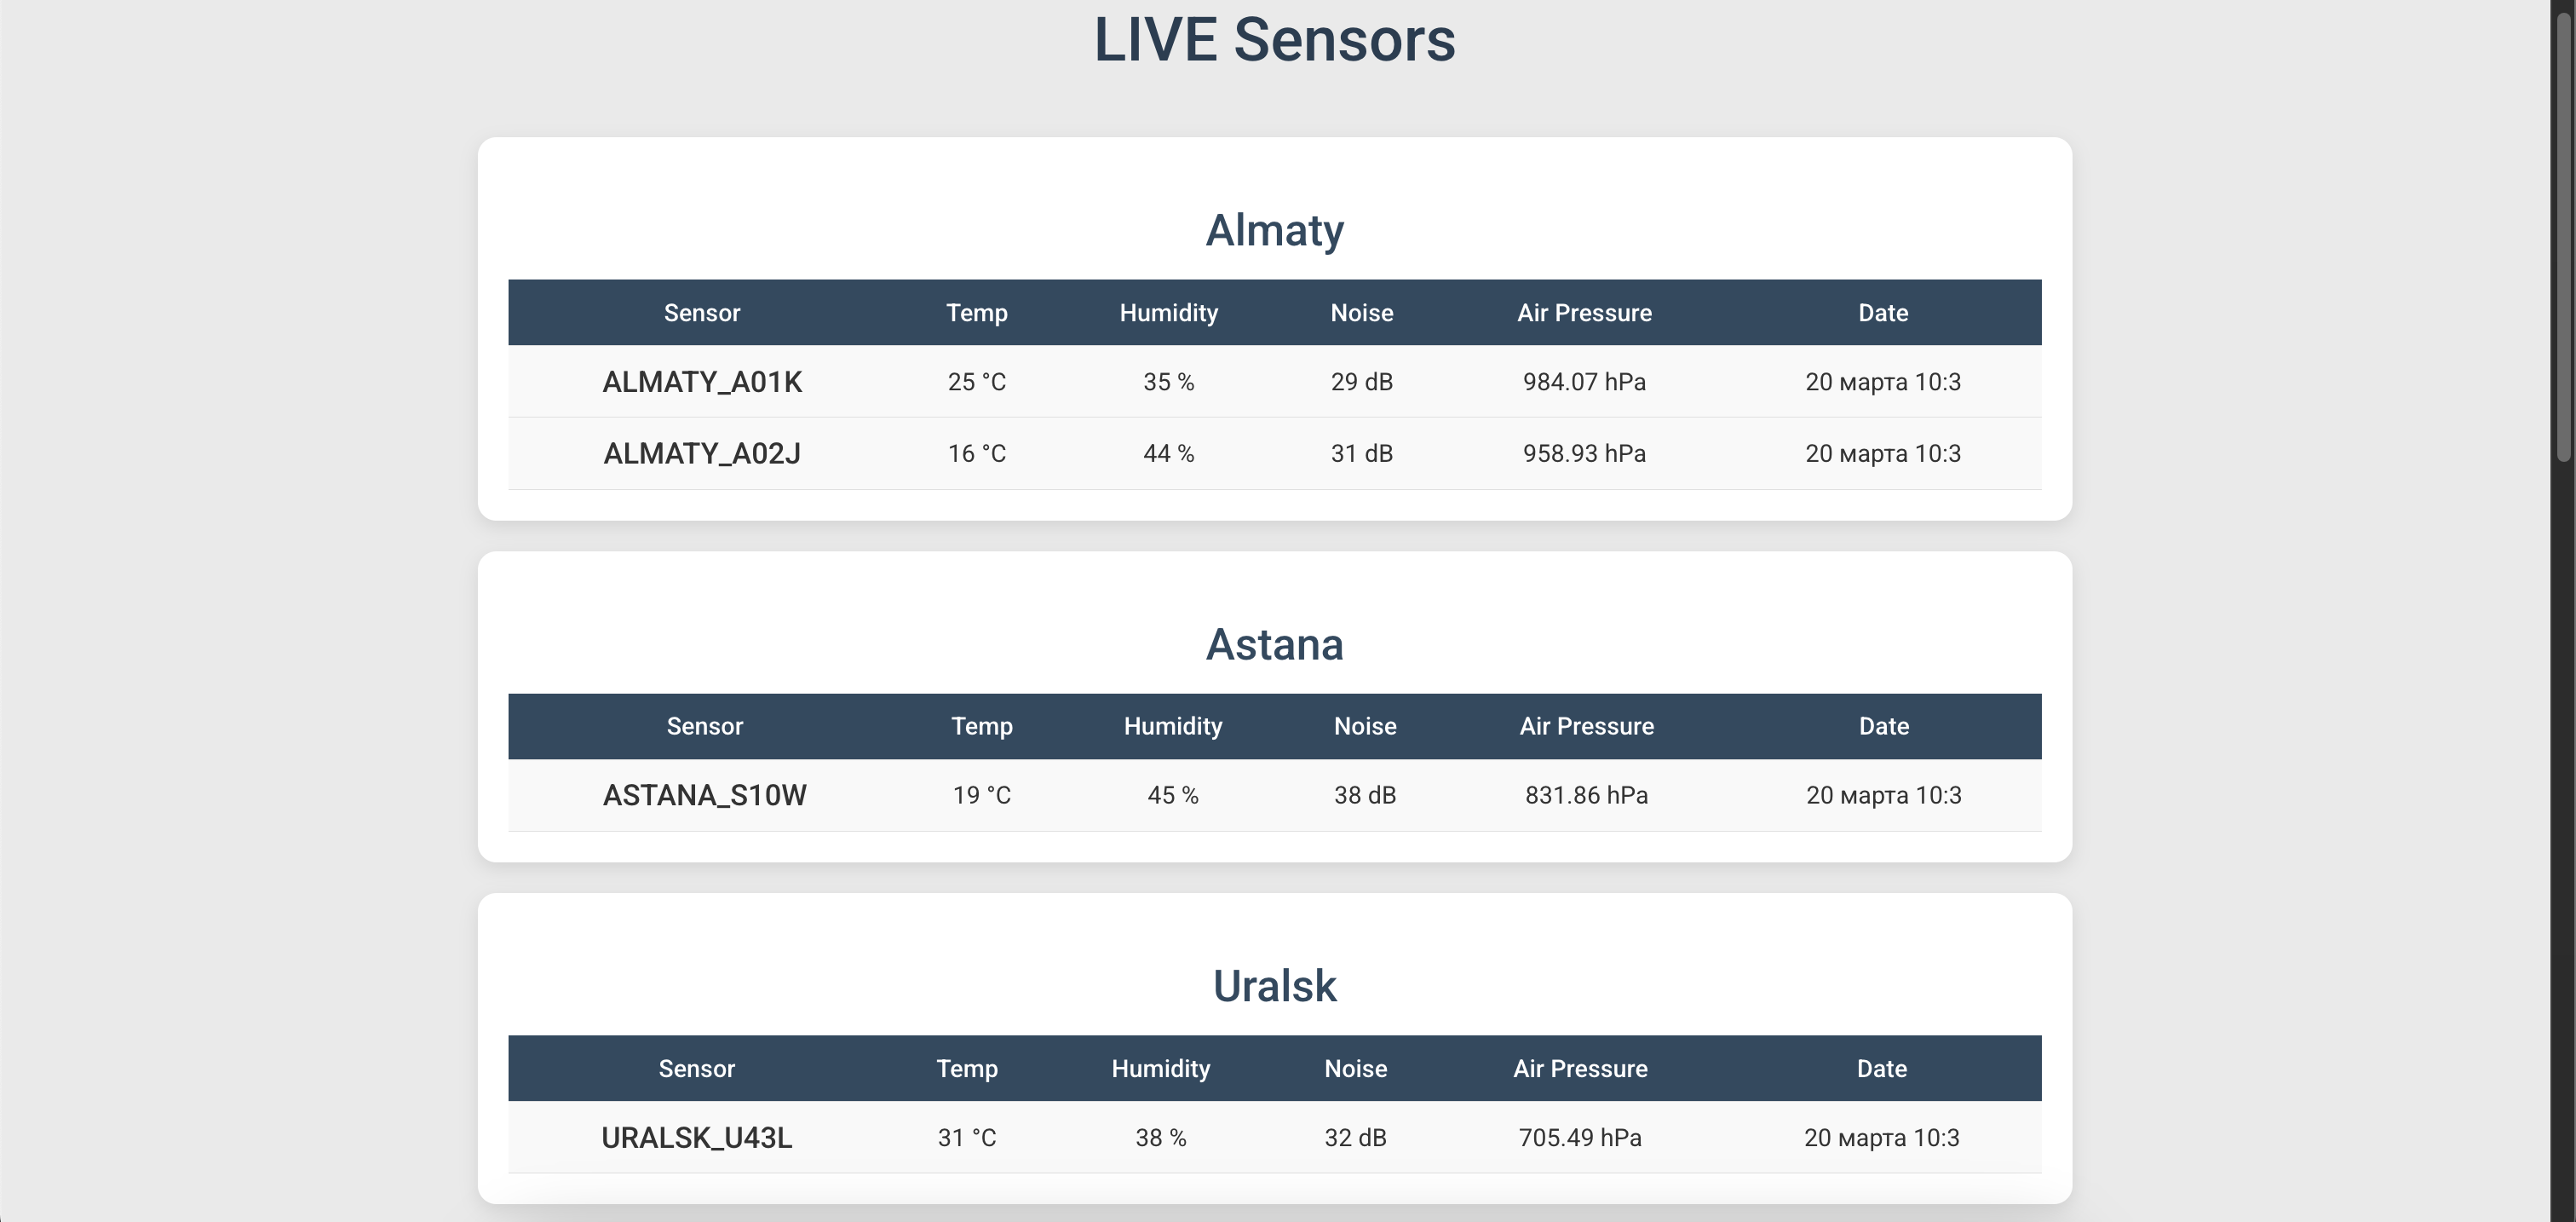 LIVE Sensors
Almaty
Sensor Temp Humidity Noise Air Pressure Date
ALMATY_A01K 25 °C 35 % 29 dB 984.07 hPa 20 марта 10:3
ALMATY_A02J 16 °C 44 % 31 dB 958.93 hPa 20 марта 10:3
Astana
Sensor Temp Humidity Noise Air Pressure Date
ASTANA_S10W 19 °C 45 % 38 dB 831.86 hPa 20 марта 10:3
Uralsk
Sensor Temp Humidity Noise Air Pressure Date
URALSK_U43L 31 °C 38 % 32 dB 705.49 hPa 20 марта 10:3